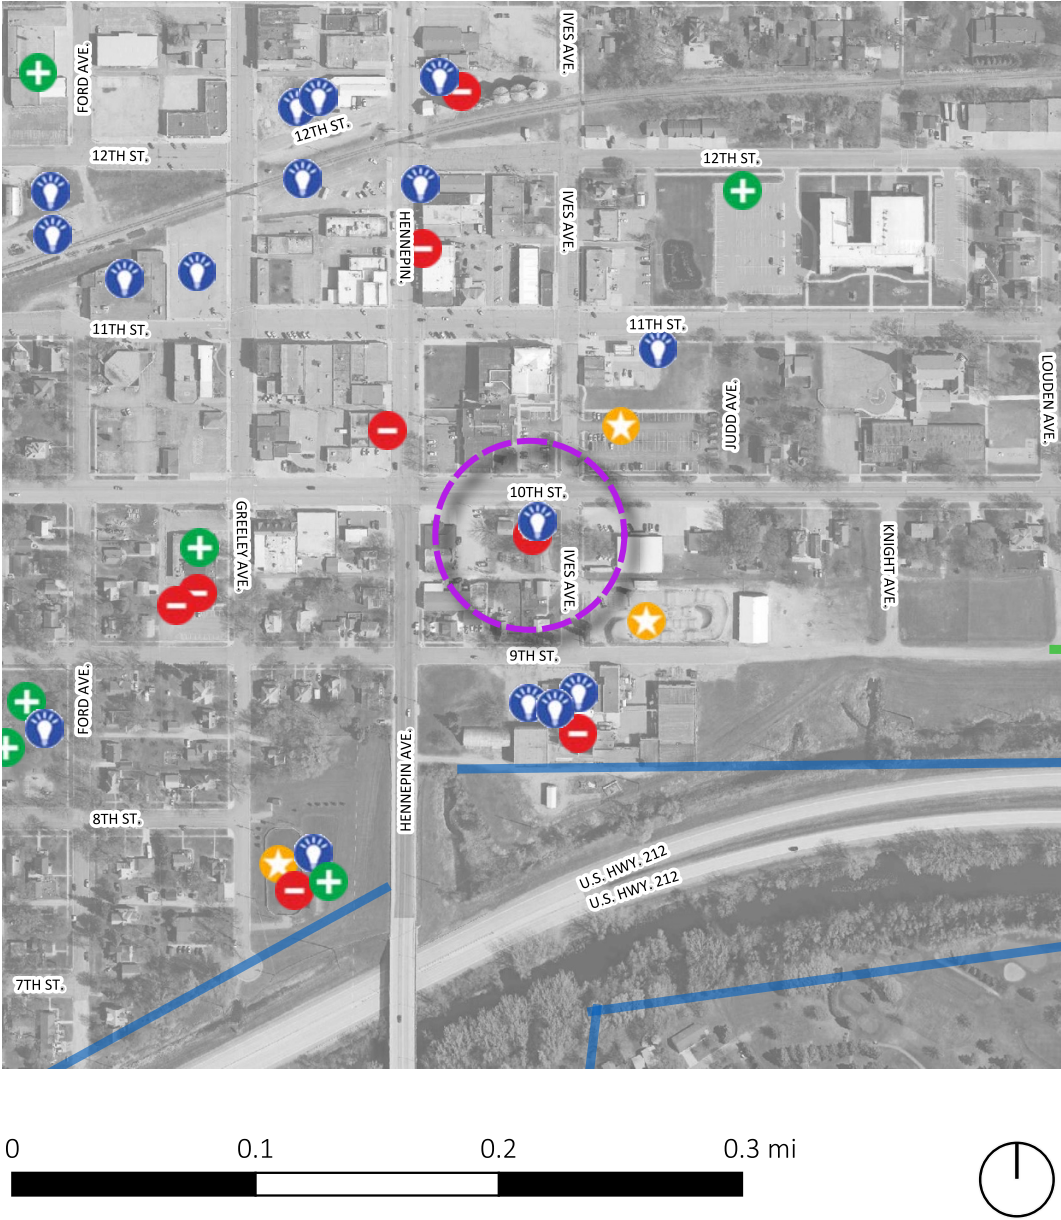 FORD AVE.
IVES AVE.
12TH ST.
12TH ST.
12TH ST.
IVES AVE.
HENNEPIN.
11TH ST.
11TH ST.
LOUDEN AVE.
JUDD AVE.
10TH ST.
GREELEY AVE.
KNIGHT AVE.
IVES AVE.
9TH ST.
FORD AVE.
HENNEPIN AVE.
8TH ST.
U.S. HWY. 212
U.S. HWY. 212
7TH ST.
0 0.1 0.2 0.3 mi